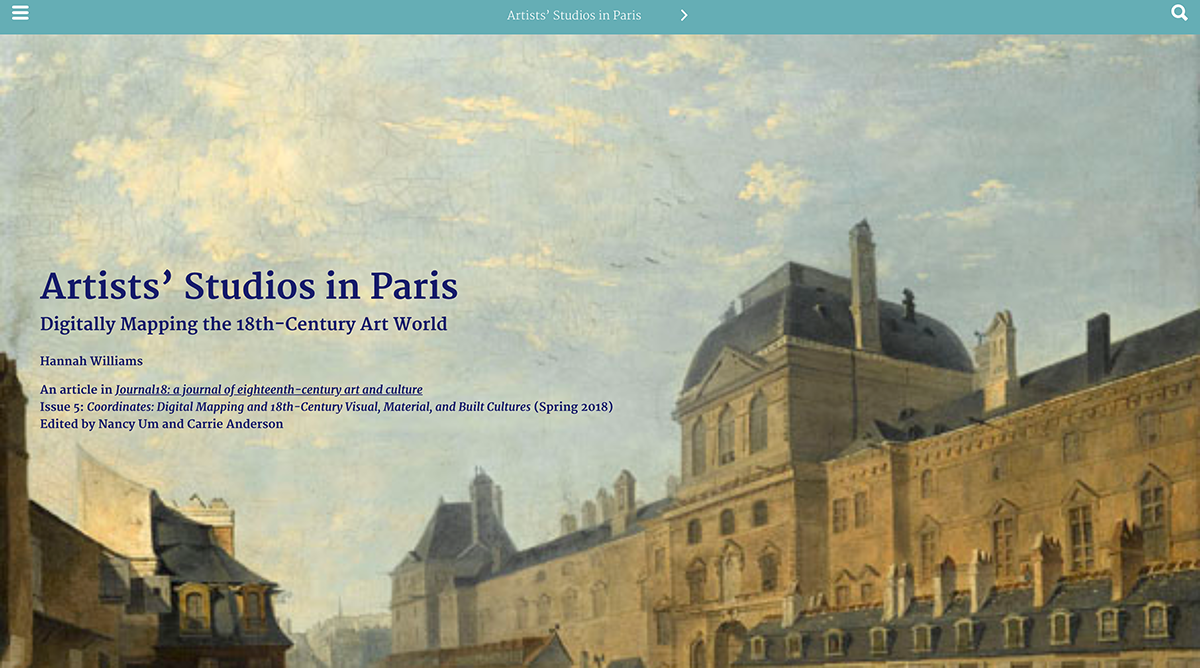 Artists’ Studios in Paris
Artists’ Studios in Paris
Digitally Mapping the 18th-Century Art World
Hannah Williams
An article in Journal18: a journal of eighteenth-century art and culture
Issue 5: Coordinates: Digital Mapping and 18th-Century Visual, Material, and Built Cultures (Spring 2018)
Edited by Nancy Um and Carrie Anderson